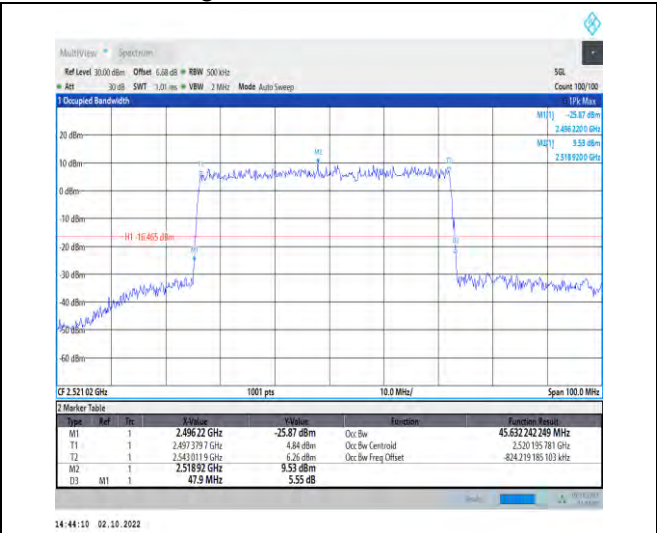 MultiView Spectrum
Ref Level 30.00 dBm Offset 6.68 dB RBW 500 kHz SGL
Att 30 dB SWT 1.01 ms VBW 2 MHz Mode Auto Sweep Count 100/100
1 Occupied Bandwidth 1Pk Max
M1[1] -25.87 dBm
2.496 2200 GHz
M2[1] 9.53 dBm
2.518 9200 GHz
20 dBm
M2
10 dBm
0 dBm
-10 dBm
H1 -16.465 dBm
-20 dBm
-30 dBm
-40 dBm
-50 dBm
-60 dBm
CF 2.521 02 GHz 1001 pts 10.0 MHz/ Span 100.0 MHz
2 Marker Table
Type Ref Trc X-Value Y-Value Function Function Result
M1 1 2.496 22 GHz -25.87 dBm Occ Bw 45.632 242 249 MHz
T1 1 2.497 379 7 GHz 4.84 dBm Occ Bw Centroid 2.520 195 781 GHz
T2 1 2.543 011 9 GHz 6.26 dBm Occ Bw Freq Offset -824.219 185 103 kHz
M2 1 2.518 92 GHz 9.53 dBm
D3 M1 1 47.9 MHz 5.55 dB
14:44:10 02.10.2022